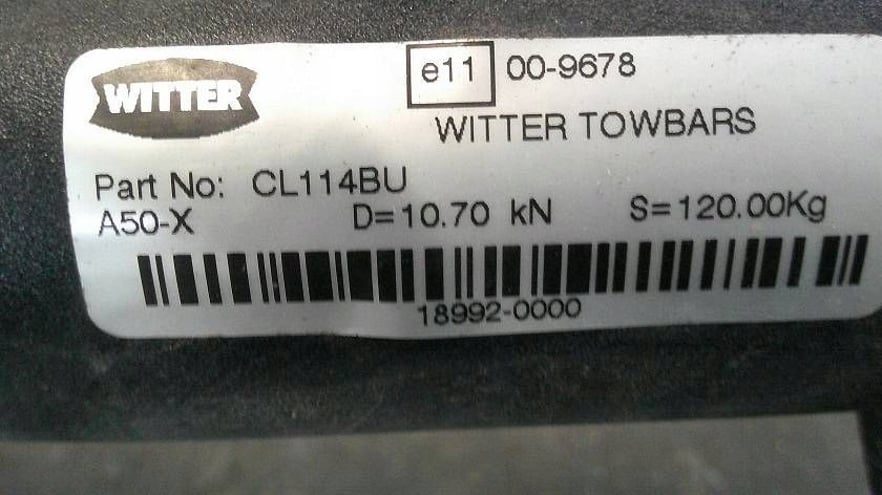 WITTER
e11 00-9678
WITTER TOWBARS
Part No: CL114BU
A50-X D=10.70 kN S=120.00Kg
18992-0000